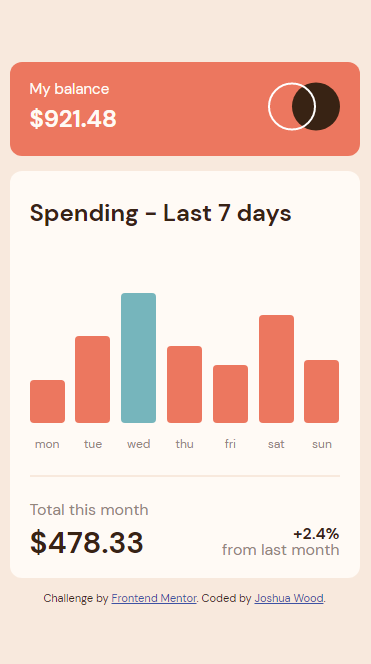 My balance
$921.48
Spending - Last 7 days
mon tue wed thu fri sat sun
Total this month
$478.33
+2.4%
from last month
Challenge by Frontend Mentor. Coded by Joshua Wood.